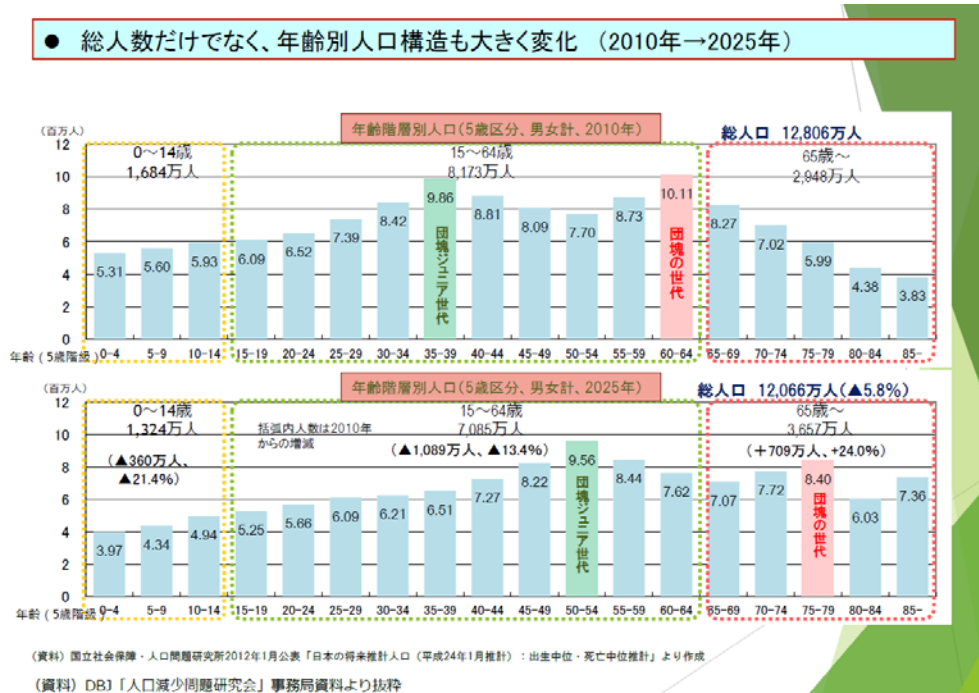 ● 総人数だけでなく、年齢別人口構造も大きく変化 （2010年→2025年）
（百万人）
年齢階層別人口（5歳区分、男女計、2010年）
総人口 12,806万人
12
10
8
6
4
2
0
0～14歳
1,684万人
15～64歳
8,173万人
65歳～
2,948万人
5.31 5.60 5.93 6.09 6.52 7.39 8.42 9.86 8.81 8.09 7.70 8.73 10.11 8.27 7.02 5.99 4.38 3.83
団塊ジュニア世代
団塊の世代
年齢（5歳階級） 0-4 5-9 10-14 15-19 20-24 25-29 30-34 35-39 40-44 45-49 50-54 55-59 60-64 65-69 70-74 75-79 80-84 85-
（百万人）
年齢階層別人口（5歳区分、男女計、2025年）
総人口 12,066万人（▲5.8%）
12
10
8
6
4
2
0
0～14歳
1,324万人
（▲360万人、
▲21.4%）
括弧内人数は2010年
からの増減
15～64歳
7,085万人
（▲1,089万人、▲13.4%）
65歳～
3,657万人
（＋709万人、+24.0%）
3.97 4.34 4.94 5.25 5.66 6.09 6.21 6.51 7.27 8.22 9.56 8.44 7.62 7.07 7.72 8.40 6.03 7.36
団塊ジュニア世代
団塊の世代
年齢（5歳階級） 0-4 5-9 10-14 15-19 20-24 25-29 30-34 35-39 40-44 45-49 50-54 55-59 60-64 65-69 70-74 75-79 80-84 85-
（資料）国立社会保障・人口問題研究所2012年1月公表「日本の将来推計人口（平成24年1月推計）：出生中位・死亡中位推計」より作成
（資料）DBJ「人口減少問題研究会」事務局資料より抜粋